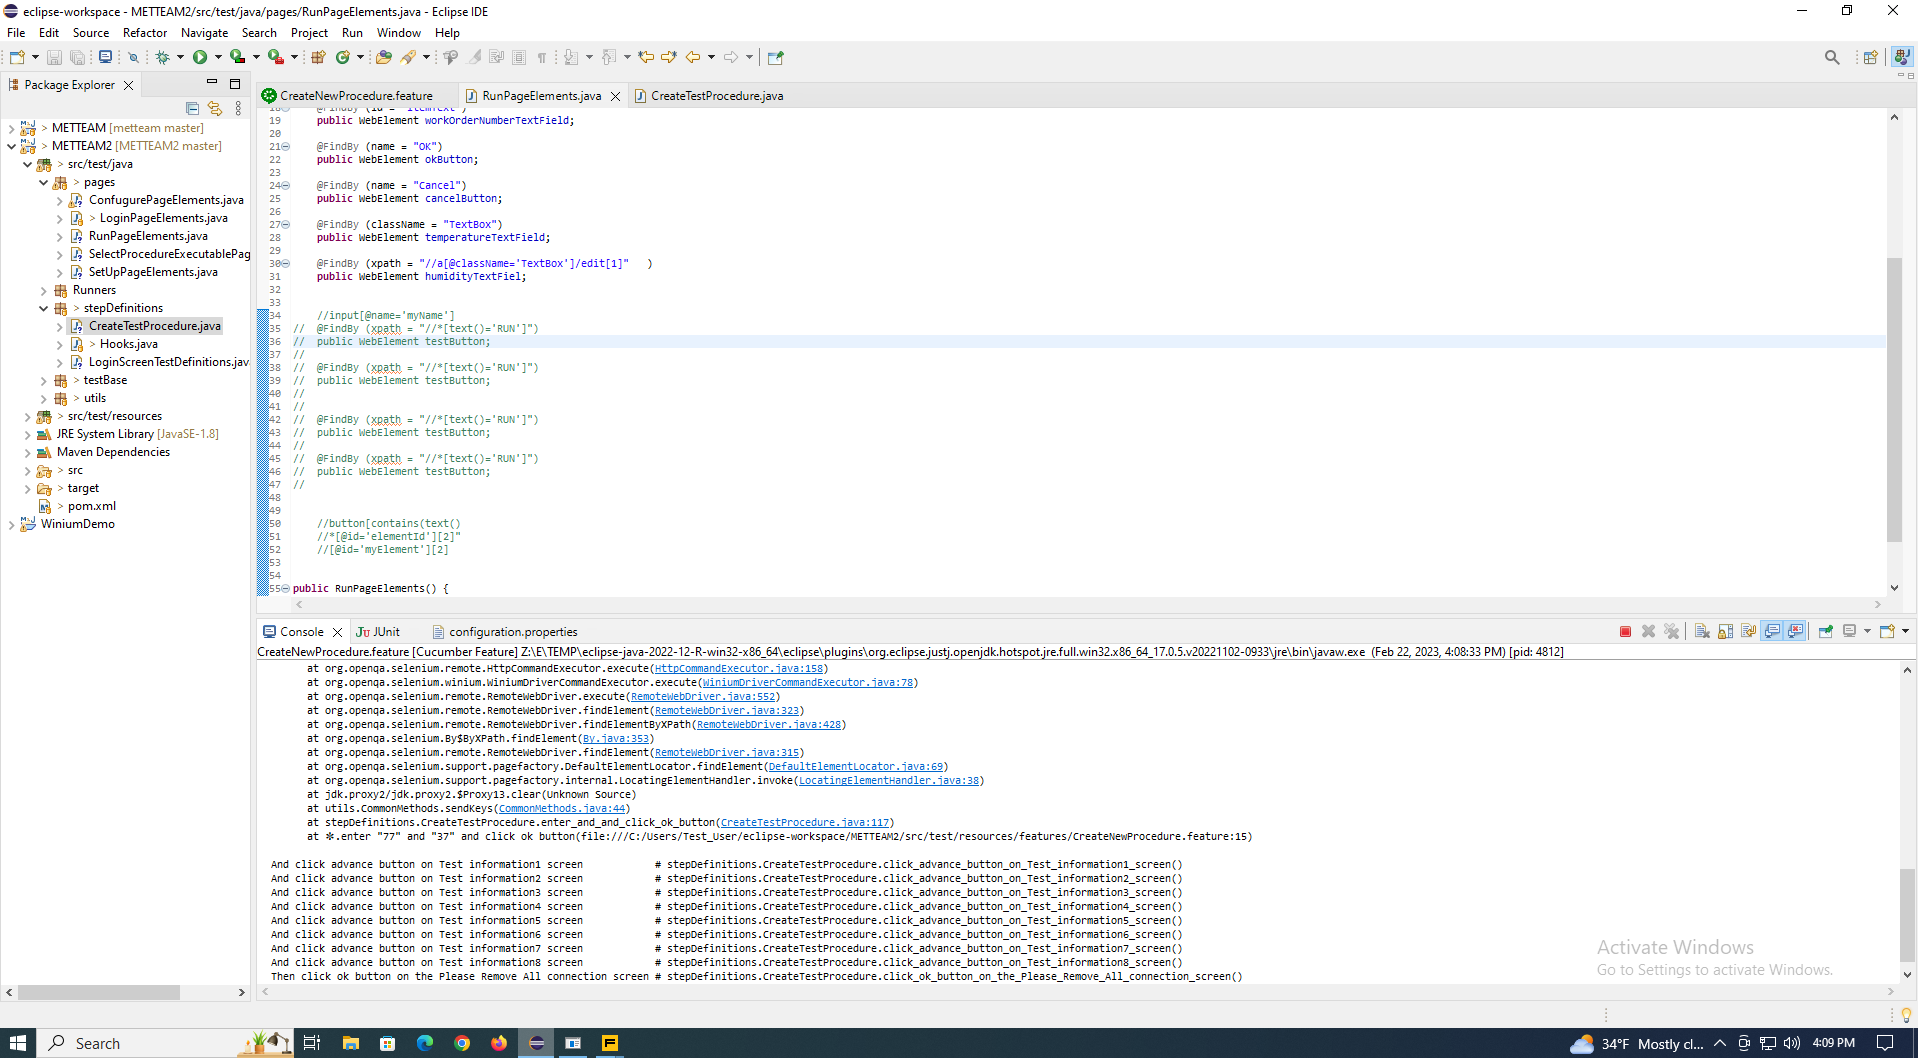 eclipse-workspace - METTEAM2/src/test/java/pages/RunPageElements.java - Eclipse IDE
File Edit Source Refactor Navigate Search Project Run Window Help
Package Explorer
METTEAM [metteam master]
> METTEAM2 [METTEAM2 master]
> src/test/java
> pages
ConfugurePageElements.java
> LoginPageElements.java
RunPageElements.java
SelectProcedureExecutablePag
SetUpPageElements.java
Runners
> stepDefinitions
CreateTestProcedure.java
> Hooks.java
LoginScreenTestDefinitions.jav
> testBase
> utils
> src/test/resources
JRE System Library [JavaSE-1.8]
Maven Dependencies
> src
> target
> pom.xml
WiniumDemo
CreateNewProcedure.feature RunPageElements.java CreateTestProcedure.java
18 @FindBy (id = "ItemText")
19 public WebElement workOrderNumberTextField;
20
21 @FindBy (name = "OK")
22 public WebElement okButton;
23
24 @FindBy (name = "Cancel")
25 public WebElement cancelButton;
26
27 @FindBy (className = "TextBox")
28 public WebElement temperatureTextField;
29
30 @FindBy (xpath = "//a[@className='TextBox']/edit[1]" )
31 public WebElement humidityTextFiel;
32
33
34 //input[@name='myName']
35 // @FindBy (xpath = "//*[text()='RUN']")
36 // public WebElement testButton;
37 //
38 // @FindBy (xpath = "//*[text()='RUN']")
39 // public WebElement testButton;
40 //
41 //
42 // @FindBy (xpath = "//*[text()='RUN']")
43 // public WebElement testButton;
44 //
45 // @FindBy (xpath = "//*[text()='RUN']")
46 // public WebElement testButton;
47 //
48
49
50 //button[contains(text()
51 //*[@id='elementId'][2]"
52 //[@id='myElement'][2]
53
54
55 public RunPageElements() {
Console JUnit configuration.properties
CreateNewProcedure.feature [Cucumber Feature] Z:\E\TEMP\eclipse-java-2022-12-R-win32-x86_64\eclipse\plugins\org.eclipse.justj.openjdk.hotspot.jre.full.win32.x86_64_17.0.5.v20221102-0933\jre\bin\javaw.exe (Feb 22, 2023, 4:08:33 PM) [pid: 4812]
at org.openqa.selenium.remote.HttpCommandExecutor.execute(HttpCommandExecutor.java:158)
at org.openqa.selenium.winium.WiniumDriverCommandExecutor.execute(WiniumDriverCommandExecutor.java:78)
at org.openqa.selenium.remote.RemoteWebDriver.execute(RemoteWebDriver.java:552)
at org.openqa.selenium.remote.RemoteWebDriver.findElement(RemoteWebDriver.java:323)
at org.openqa.selenium.remote.RemoteWebDriver.findElementByXPath(RemoteWebDriver.java:428)
at org.openqa.selenium.By$ByXPath.findElement(By.java:353)
at org.openqa.selenium.remote.RemoteWebDriver.findElement(RemoteWebDriver.java:315)
at org.openqa.selenium.support.pagefactory.DefaultElementLocator.findElement(DefaultElementLocator.java:69)
at org.openqa.selenium.support.pagefactory.internal.LocatingElementHandler.invoke(LocatingElementHandler.java:38)
at jdk.proxy2/jdk.proxy2.$Proxy13.clear(Unknown Source)
at utils.CommonMethods.sendKeys(CommonMethods.java:44)
at stepDefinitions.CreateTestProcedure.enter_and_and_click_ok_button(CreateTestProcedure.java:117)
at ✽.enter "77" and "37" and click ok button(file:///C:/Users/Test_User/eclipse-workspace/METTEAM2/src/test/resources/features/CreateNewProcedure.feature:15)
And click advance button on Test information1 screen # stepDefinitions.CreateTestProcedure.click_advance_button_on_Test_information1_screen()
And click advance button on Test information2 screen # stepDefinitions.CreateTestProcedure.click_advance_button_on_Test_information2_screen()
And click advance button on Test information3 screen # stepDefinitions.CreateTestProcedure.click_advance_button_on_Test_information3_screen()
And click advance button on Test information4 screen # stepDefinitions.CreateTestProcedure.click_advance_button_on_Test_information4_screen()
And click advance button on Test information5 screen # stepDefinitions.CreateTestProcedure.click_advance_button_on_Test_information5_screen()
And click advance button on Test information6 screen # stepDefinitions.CreateTestProcedure.click_advance_button_on_Test_information6_screen()
And click advance button on Test information7 screen # stepDefinitions.CreateTestProcedure.click_advance_button_on_Test_information7_screen()
And click advance button on Test information8 screen # stepDefinitions.CreateTestProcedure.click_advance_button_on_Test_information8_screen()
Then click ok button on the Please Remove All connection screen # stepDefinitions.CreateTestProcedure.click_ok_button_on_the_Please_Remove_All_connection_screen()
Activate Windows
Go to Settings to activate Windows.
Search
34°F Mostly cl... 4:09 PM